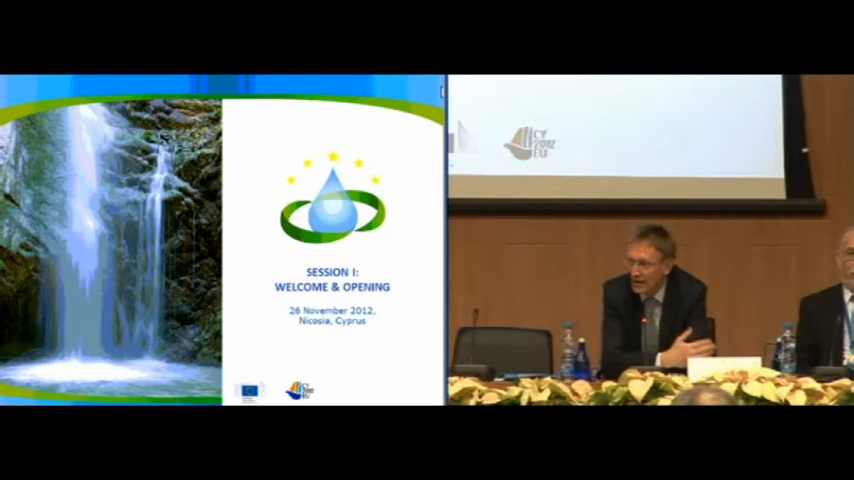 SESSION I:
WELCOME & OPENING
26 November 2012,
Nicosia, Cyprus
CY
2012
EU